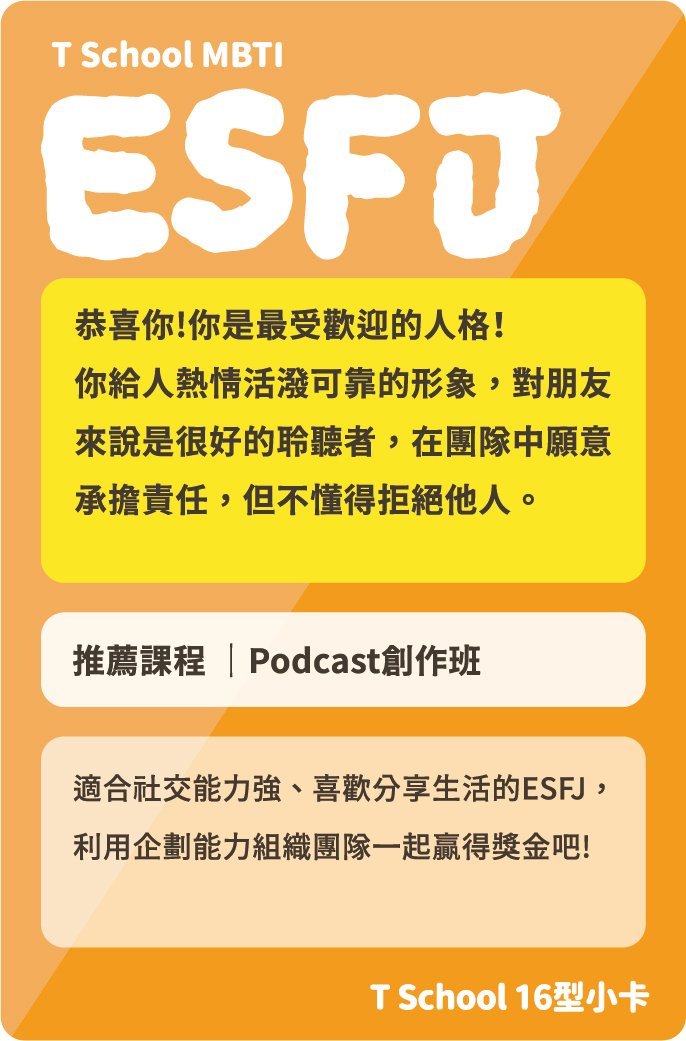 T School MBTI
ESFJ
恭喜你!你是最受歡迎的人格!
你給人熱情活潑可靠的形象，對朋友
來說是很好的聆聽者，在團隊中願意
承擔責任，但不懂得拒絕他人。
推薦課程｜Podcast創作班
適合社交能力強、喜歡分享生活的ESFJ，
利用企劃能力組織團隊一起贏得獎金吧!
T School 16型小卡